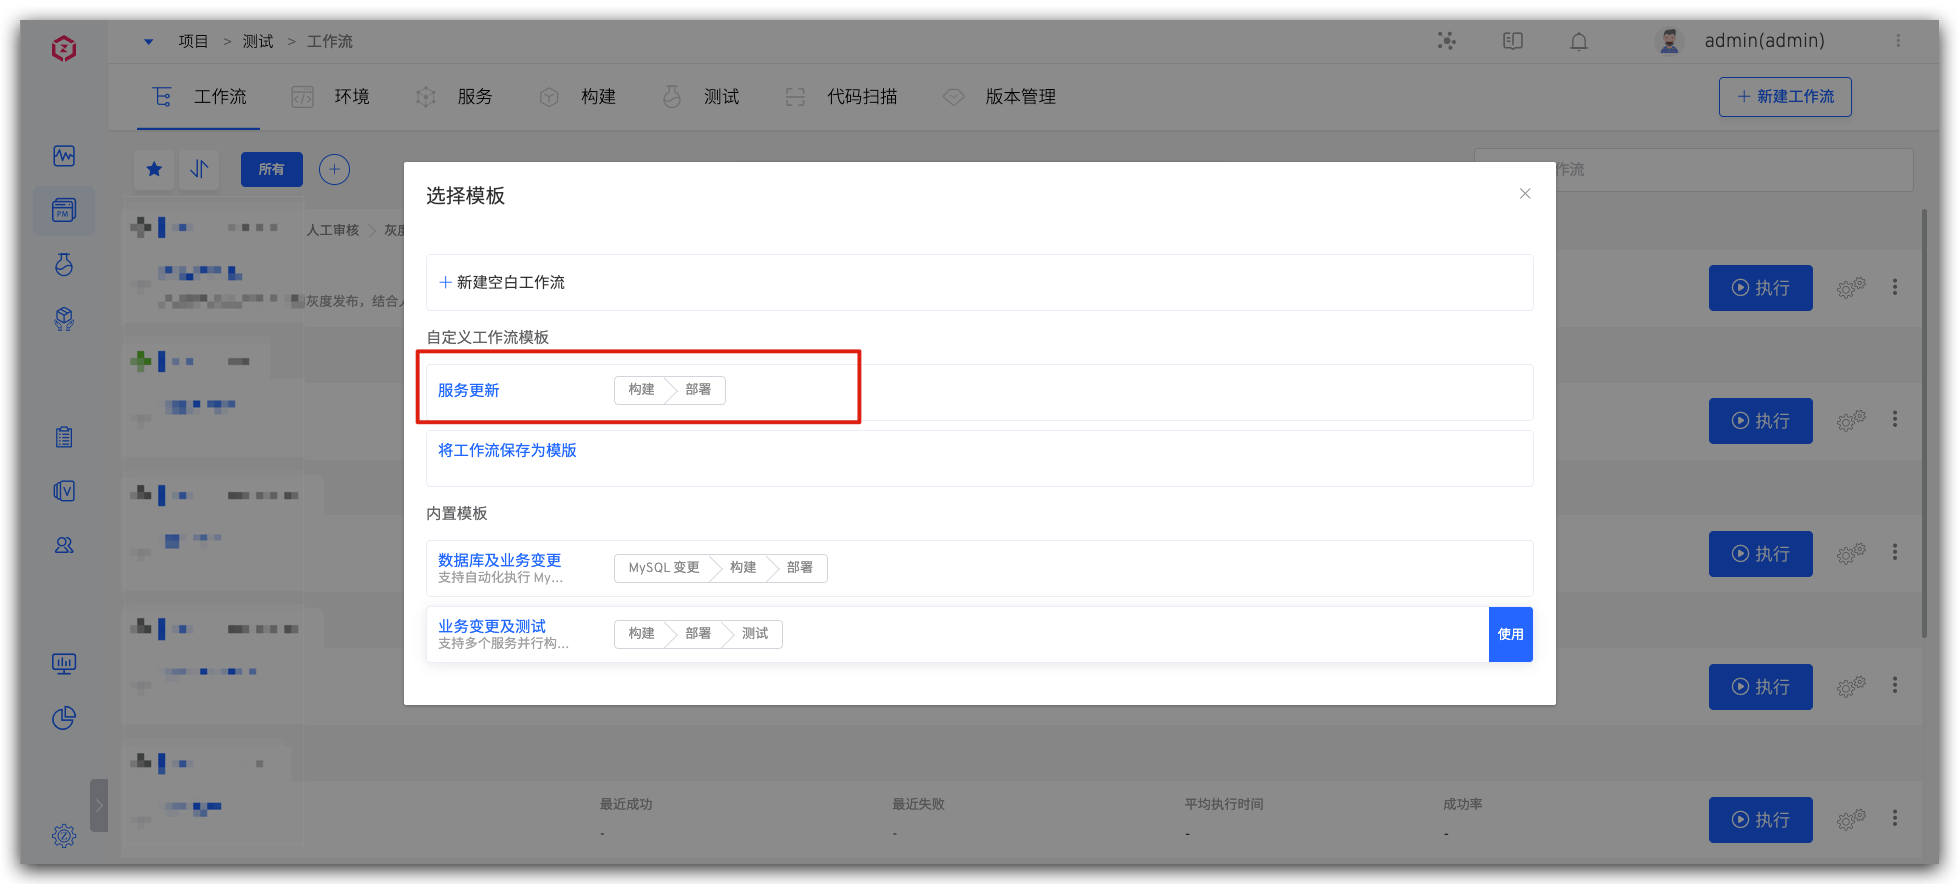 项目 > 测试 > 工作流
admin(admin)
工作流 环境 服务 构建 测试 代码扫描 版本管理
+ 新建工作流
PM
所有
作流
选择模板
人工审核 灰度
+ 新建空白工作流
执行
灰度发布，结合人
自定义工作流模板
服务更新 构建 部署
执行
将工作流保存为模版
内置模板
数据库及业务变更 MySQL 变更 构建 部署
支持自动化执行 My...
执行
业务变更及测试 构建 部署 测试 使用
支持多个服务并行构...
执行
最近成功 最近失败 平均执行时间 成功率
- - - -
执行